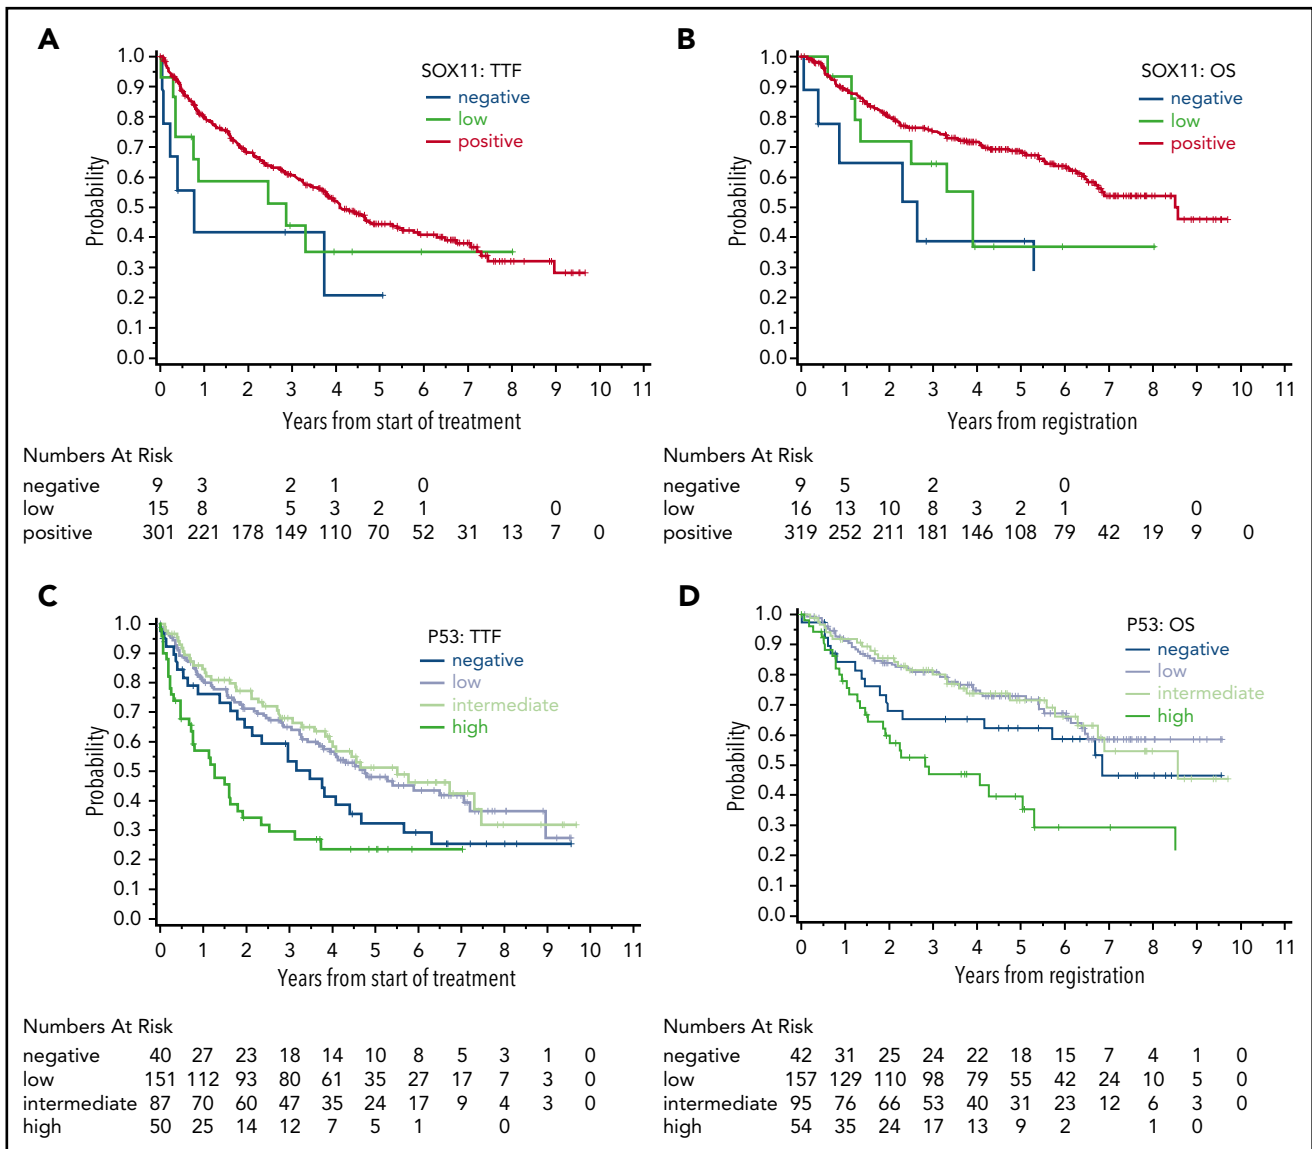 A
SOX11: TTF
negative
low
positive
1.0
0.9
0.8
0.7
0.6
0.5
0.4
0.3
0.2
0.1
0.0
Probability
0 1 2 3 4 5 6 7 8 9 10 11
Years from start of treatment
Numbers At Risk
negative 9 3 2 1 0
low 15 8 5 3 2 1 0
positive 301 221 178 149 110 70 52 31 13 7 0
B
SOX11: OS
negative
low
positive
1.0
0.9
0.8
0.7
0.6
0.5
0.4
0.3
0.2
0.1
0.0
Probability
0 1 2 3 4 5 6 7 8 9 10 11
Years from registration
Numbers At Risk
negative 9 5 2 0
low 16 13 10 8 3 2 1 0
positive 319 252 211 181 146 108 79 42 19 9 0
C
P53: TTF
negative
low
intermediate
high
1.0
0.9
0.8
0.7
0.6
0.5
0.4
0.3
0.2
0.1
0.0
Probability
0 1 2 3 4 5 6 7 8 9 10 11
Years from start of treatment
Numbers At Risk
negative 40 27 23 18 14 10 8 5 3 1 0
low 151 112 93 80 61 35 27 17 7 3 0
intermediate 87 70 60 47 35 24 17 9 4 3 0
high 50 25 14 12 7 5 1 0
D
P53: OS
negative
low
intermediate
high
1.0
0.9
0.8
0.7
0.6
0.5
0.4
0.3
0.2
0.1
0.0
Probability
0 1 2 3 4 5 6 7 8 9 10 11
Years from registration
Numbers At Risk
negative 42 31 25 24 22 18 15 7 4 1 0
low 157 129 110 98 79 55 42 24 10 5 0
intermediate 95 76 66 53 40 31 23 12 6 3 0
high 54 35 24 17 13 9 2 1 0